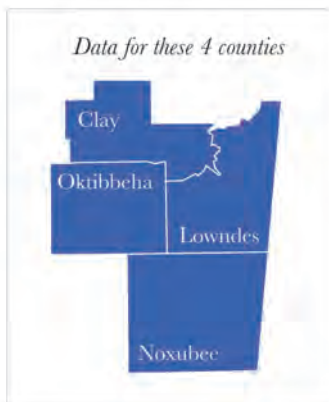 Data for these 4 counties
Clay
Oktibbeha
Lowndes
Noxubee